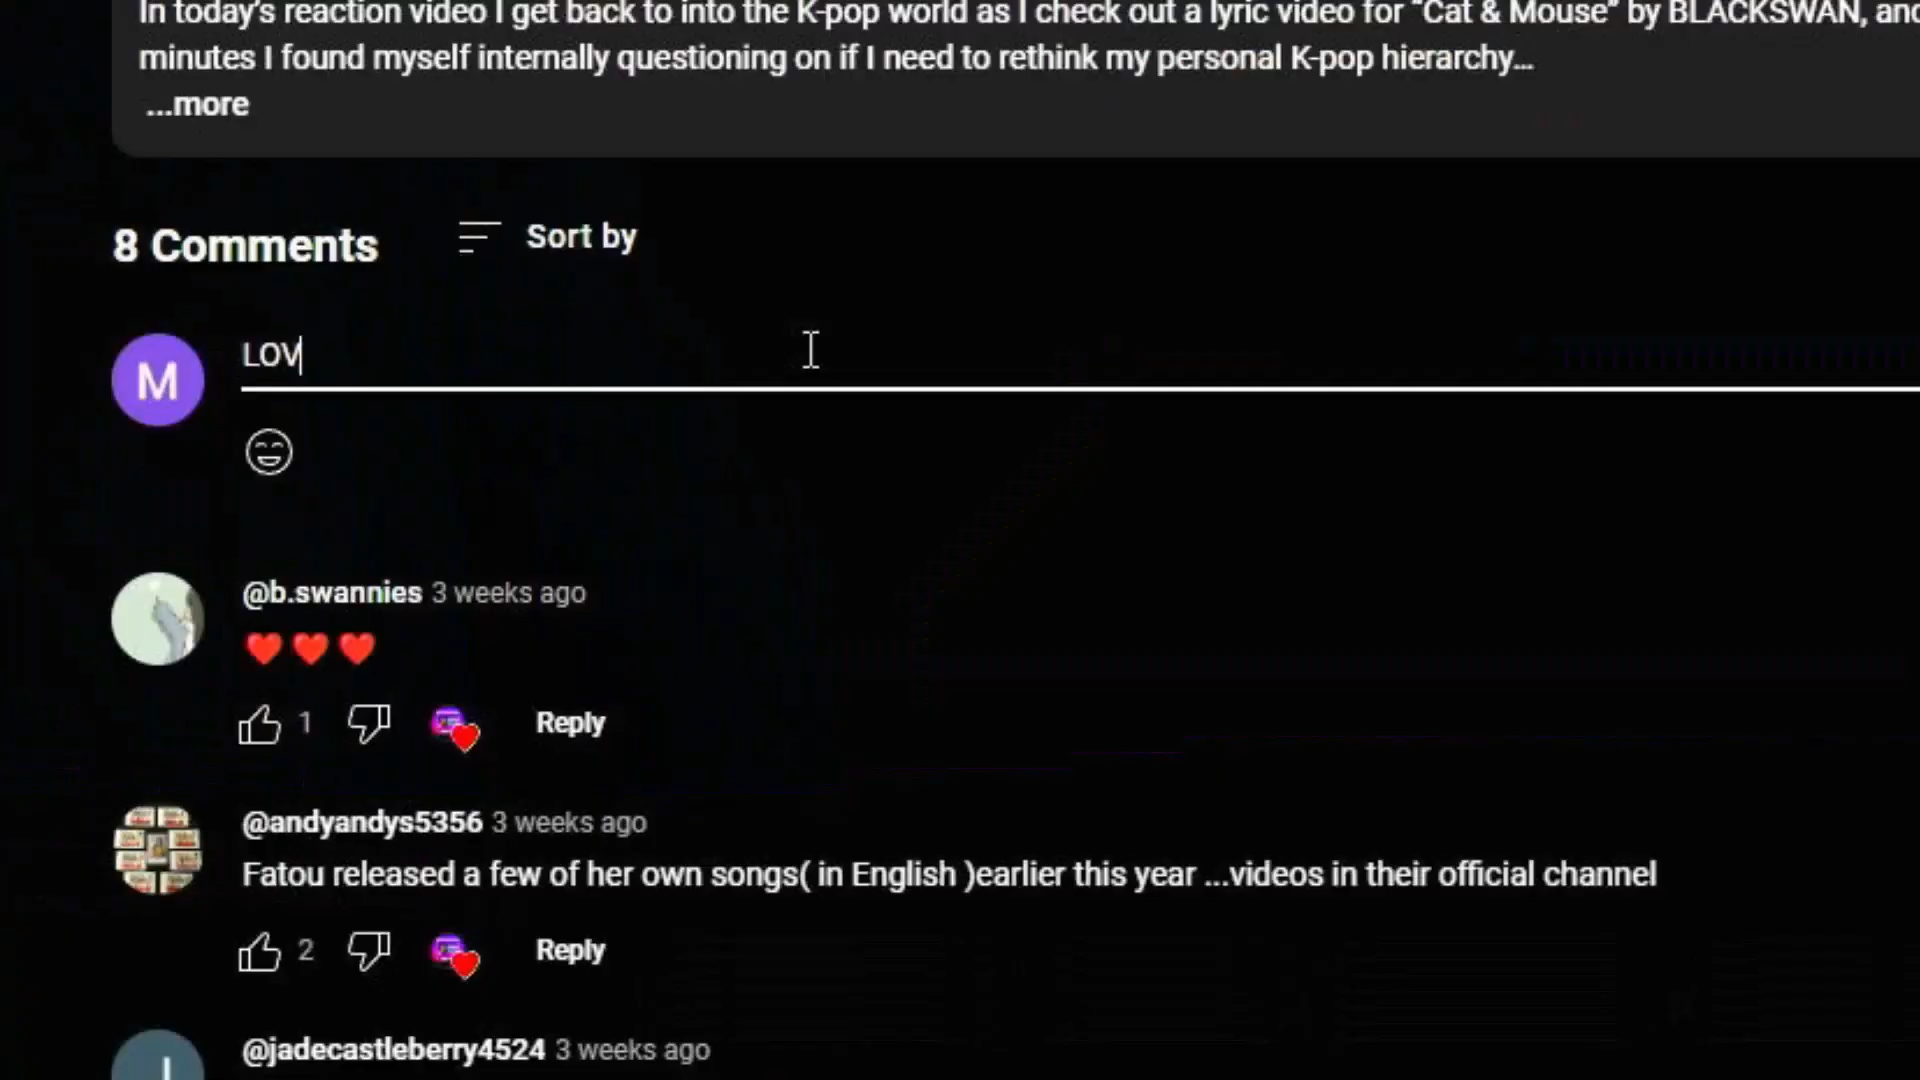 In today's reaction video I get back to into the K-pop world as I check out a lyric video for "Cat & Mouse" by BLACKSWAN, and
minutes I found myself internally questioning on if I need to rethink my personal K-pop hierarchy...
...more
8 Comments Sort by
M LOV
@b.swannies 3 weeks ago
❤️ ❤️ ❤️
1 Reply
@andyandys5356 3 weeks ago
Fatou released a few of her own songs( in English )earlier this year ...videos in their official channel
2 Reply
@jadecastleberry4524 3 weeks ago